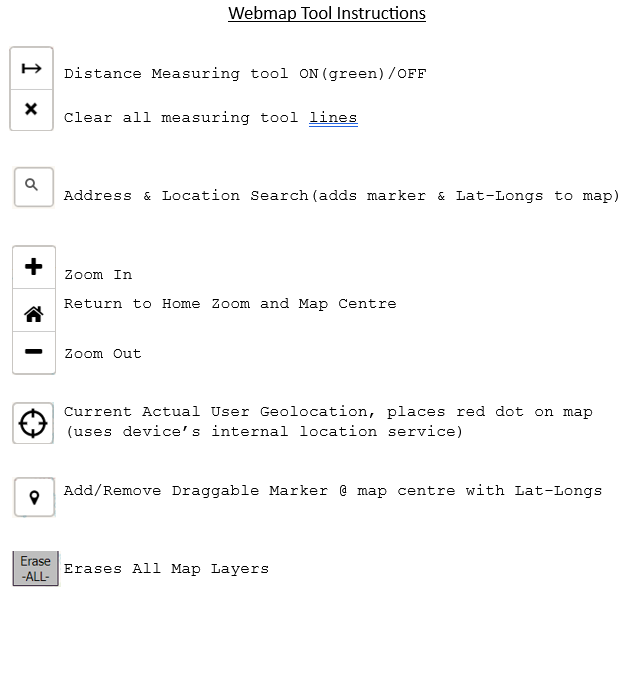 Webmap Tool Instructions
Distance Measuring tool ON(green)/OFF
Clear all measuring tool lines
Address & Location Search(adds marker & Lat-Longs to map)
Zoom In
Return to Home Zoom and Map Centre
Zoom Out
Current Actual User Geolocation, places red dot on map
(uses device’s internal location service)
Add/Remove Draggable Marker @ map centre with Lat-Longs
Erase
-ALL-
Erases All Map Layers